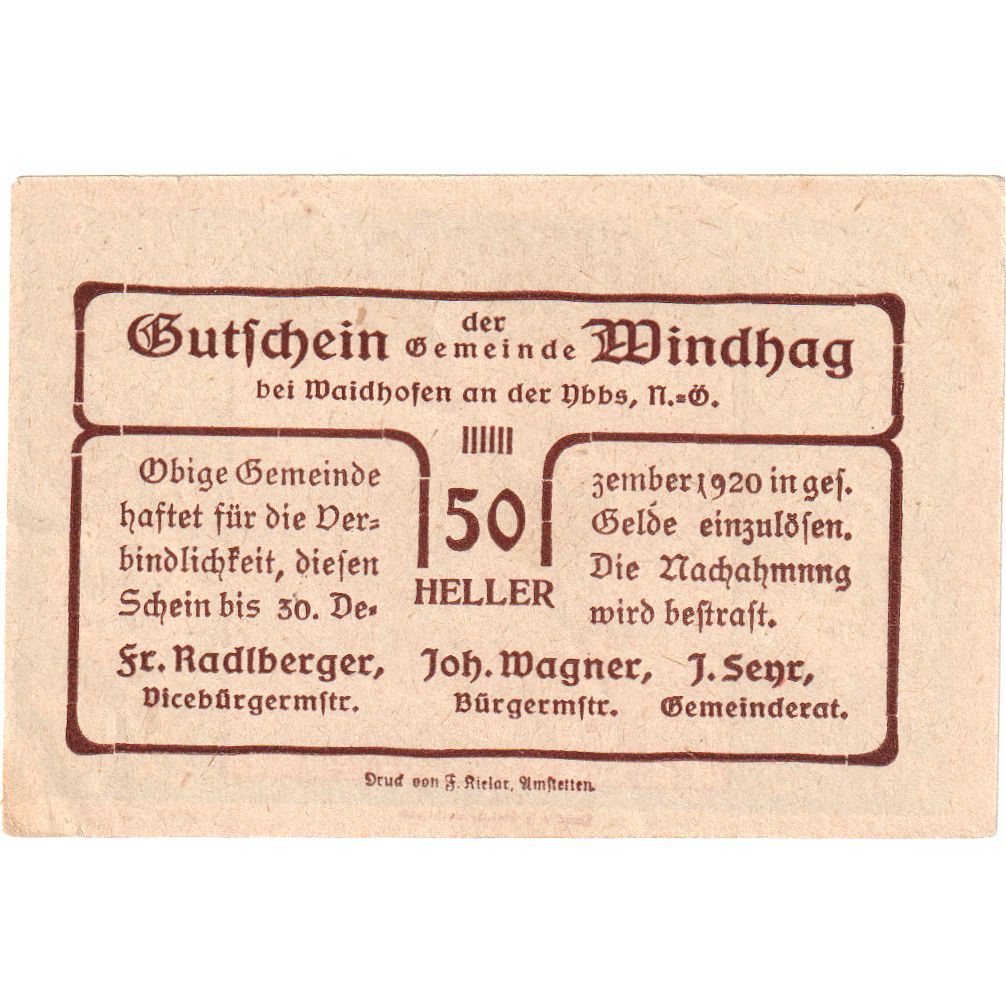 Gutschein der Gemeinde Windhag
bei Waidhofen an der Ybbs, N.=Ö.
Obige Gemeinde
haftet für die Ver=
bindlichkeit, diesen
Schein bis 30. De=
50
HELLER
zember 1920 in ges.
Gelde einzulösen.
Die Nachahmnng
wird bestraft.
Fr. Radlberger,
Vicebürgermstr.
Joh. Wagner,
Bürgermstr.
J. Seyr,
Gemeinderat.
Druck von F. Kielar, Amstetten.